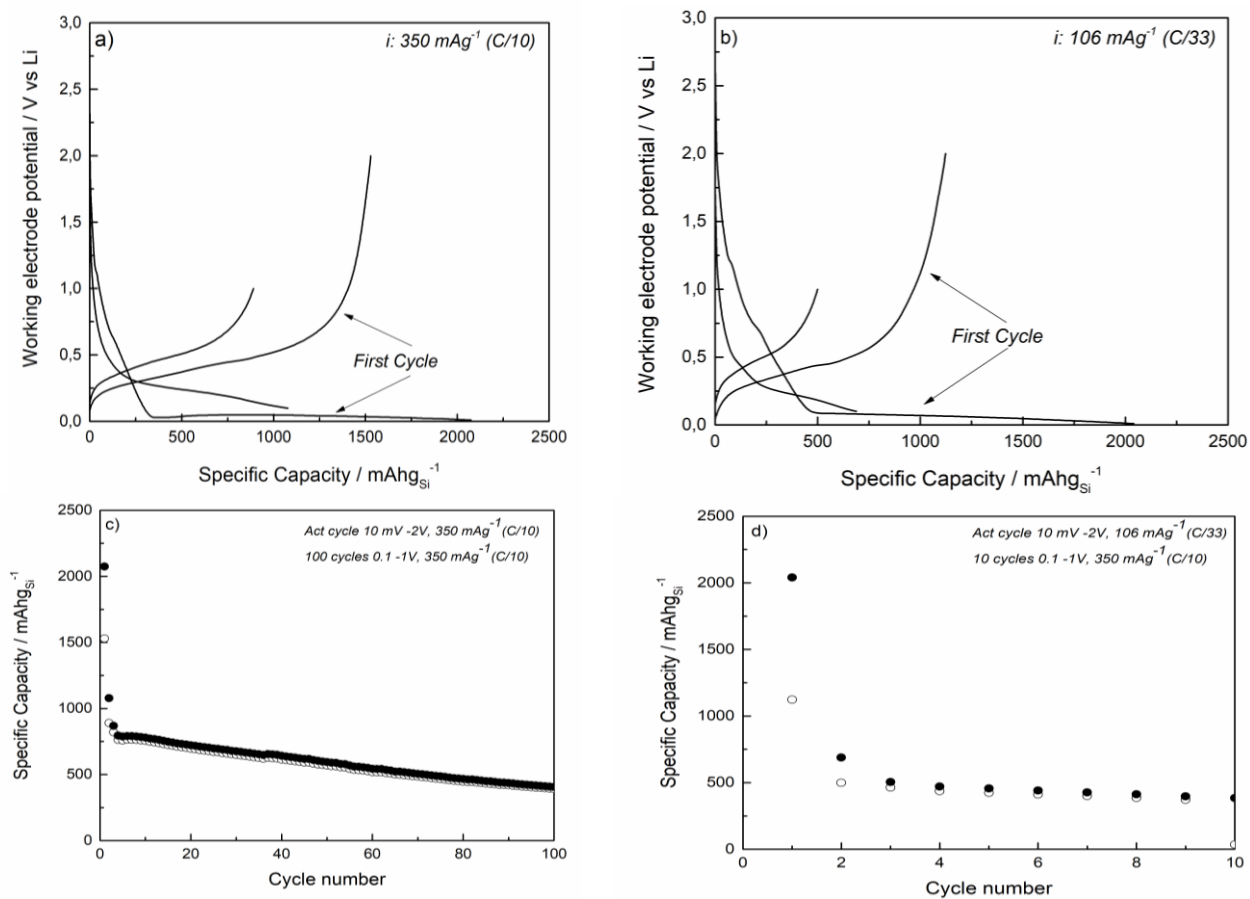 a)
i: 350 mAg⁻¹ (C/10)
3,0
2,5
2,0
1,5
1,0
0,5
0,0
Working electrode potential / V vs Li
First Cycle
0 500 1000 1500 2000 2500
Specific Capacity / mAhg_Si⁻¹
b)
i: 106 mAg⁻¹ (C/33)
3,0
2,5
2,0
1,5
1,0
0,5
0,0
Working electrode potential / V vs Li
First Cycle
0 500 1000 1500 2000 2500
Specific Capacity / mAhg_Si⁻¹
c)
Act cycle 10 mV -2V, 350 mAg⁻¹ (C/10)
100 cycles 0.1 -1V, 350 mAg⁻¹ (C/10)
2500
2000
1500
1000
500
0
Specific Capacity / mAhg_Si⁻¹
0 20 40 60 80 100
Cycle number
d)
Act cycle 10 mV -2V, 106 mAg⁻¹ (C/33)
10 cycles 0.1 -1V, 350 mAg⁻¹ (C/10)
2500
2000
1500
1000
500
0
Specific Capacity / mAhg_Si⁻¹
0 2 4 6 8 10
Cycle number